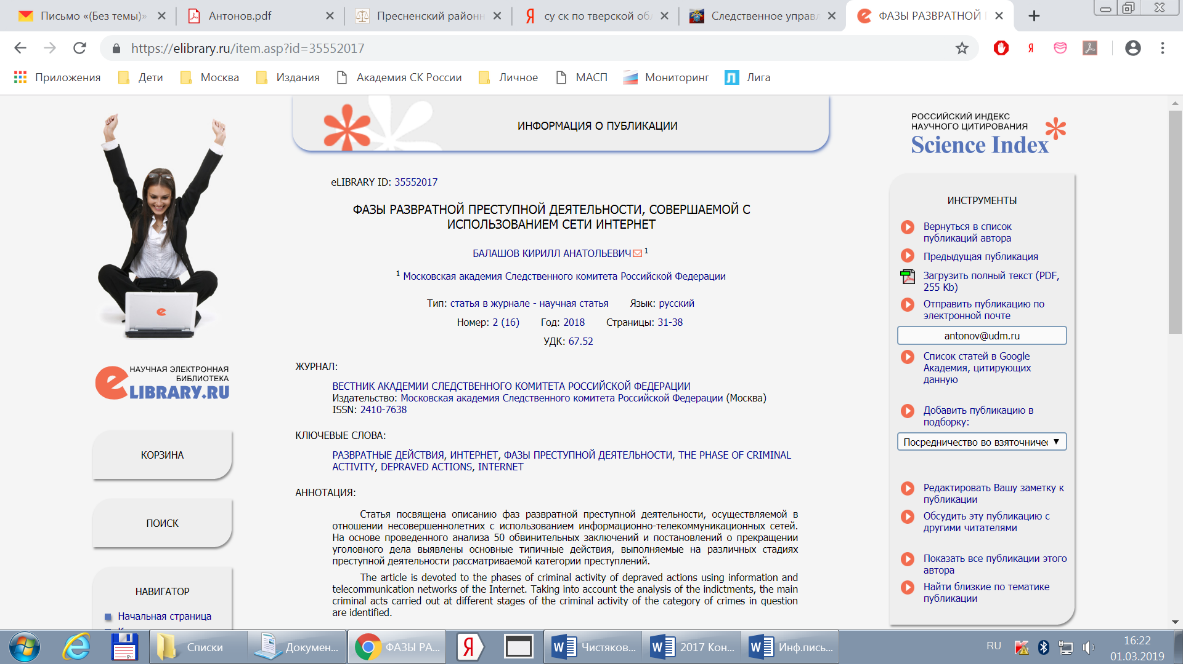 Письмо «(Без темы)»
Антонов.pdf
Пресненский район
су ск по тверской об
Следственное управл
ФАЗЫ РАЗВРАТНОЙ
https://elibrary.ru/item.asp?id=35552017
Приложения
Дети
Москва
Издания
Академия СК России
Личное
МАСП
Мониторинг
Лига
НАУЧНАЯ ЭЛЕКТРОННАЯ
БИБЛИОТЕКА
eLIBRARY.RU
КОРЗИНА
ПОИСК
НАВИГАТОР
Начальная страница
ИНФОРМАЦИЯ О ПУБЛИКАЦИИ
eLIBRARY ID: 35552017
ФАЗЫ РАЗВРАТНОЙ ПРЕСТУПНОЙ ДЕЯТЕЛЬНОСТИ, СОВЕРШАЕМОЙ С
ИСПОЛЬЗОВАНИЕМ СЕТИ ИНТЕРНЕТ
БАЛАШОВ КИРИЛЛ АНАТОЛЬЕВИЧ 1
1 Московская академия Следственного комитета Российской Федерации
Тип: статья в журнале - научная статья Язык: русский
Номер: 2 (16) Год: 2018 Страницы: 31-38
УДК: 67.52
ЖУРНАЛ:
ВЕСТНИК АКАДЕМИИ СЛЕДСТВЕННОГО КОМИТЕТА РОССИЙСКОЙ ФЕДЕРАЦИИ
Издательство: Московская академия Следственного комитета Российской Федерации (Москва)
ISSN: 2410-7638
КЛЮЧЕВЫЕ СЛОВА:
РАЗВРАТНЫЕ ДЕЙСТВИЯ, ИНТЕРНЕТ, ФАЗЫ ПРЕСТУПНОЙ ДЕЯТЕЛЬНОСТИ, THE PHASE OF CRIMINAL
ACTIVITY, DEPRAVED ACTIONS, INTERNET
АННОТАЦИЯ:
Статья посвящена описанию фаз развратной преступной деятельности, осуществляемой в
отношении несовершеннолетних с использованием информационно-телекоммуникационных сетей.
На основе проведенного анализа 50 обвинительных заключений и постановлений о прекращении
уголовного дела выявлены основные типичные действия, выполняемые на различных стадиях
преступной деятельности рассматриваемой категории преступлений.
The article is devoted to the phases of criminal activity of depraved actions using information and
telecommunication networks of the Internet. Taking into account the analysis of the indictments, the main
criminal acts carried out at different stages of the criminal activity of the category of crimes in question
are identified.
РОССИЙСКИЙ ИНДЕКС
НАУЧНОГО ЦИТИРОВАНИЯ
Science Index
ИНСТРУМЕНТЫ
Вернуться в список
публикаций автора
Предыдущая публикация
Загрузить полный текст (PDF,
255 Kb)
Отправить публикацию по
электронной почте
antonov@udm.ru
Список статей в Google
Академия, цитирующих
данную
Добавить публикацию в
подборку:
Посредничество во взяточничес
Редактировать Вашу заметку к
публикации
Обсудить эту публикацию с
другими читателями
Показать все публикации этого
автора
Найти близкие по тематике
публикации
Списки
Докумен...
ФАЗЫ РА...
Чистяков...
2017 Кон...
Инф.пись...
RU
16:22
01.03.2019